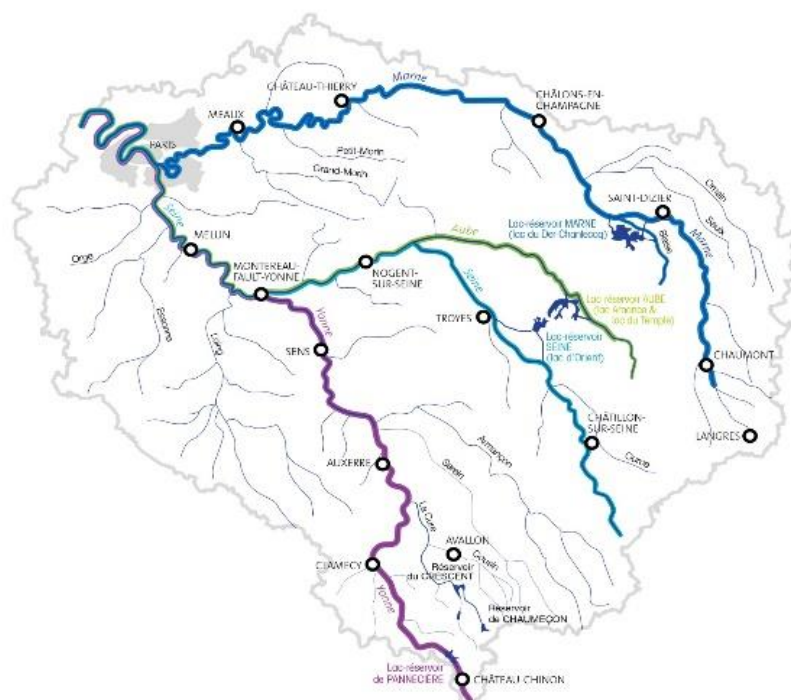 Marne
CHÂTEAU-THIERRY
CHÂLONS-EN-
CHAMPAGNE
MEAUX
PARIS
Petit-Morin
Grand-Morin
Ornain
Saulx
SAINT-DIZIER
Lac-réservoir MARNE
(lac du Der-Chantecoq)
Blaise
Marne
Seine
MELUN
Orge
Aube
MONTEREAU-
FAULT-YONNE
NOGENT-
SUR-SEINE
Seine
Lac réservoir AUBE
(lacs Amance &
lac du Temple)
Essonne
Loing
Yonne
TROYES
Lac-réservoir
SEINE
(lac d'Orient)
SENS
CHAUMONT
CHÂTILLON-
SUR-SEINE
LANGRES
Ource
Armançon
Serein
AUXERRE
La Cure
AVALLON
Cousin
CLAMECY
Réservoir
du CRESCENT
Yonne
Réservoir
de CHAUMEÇON
Lac-réservoir
de PANNECIÈRE
CHÂTEAU-CHINON